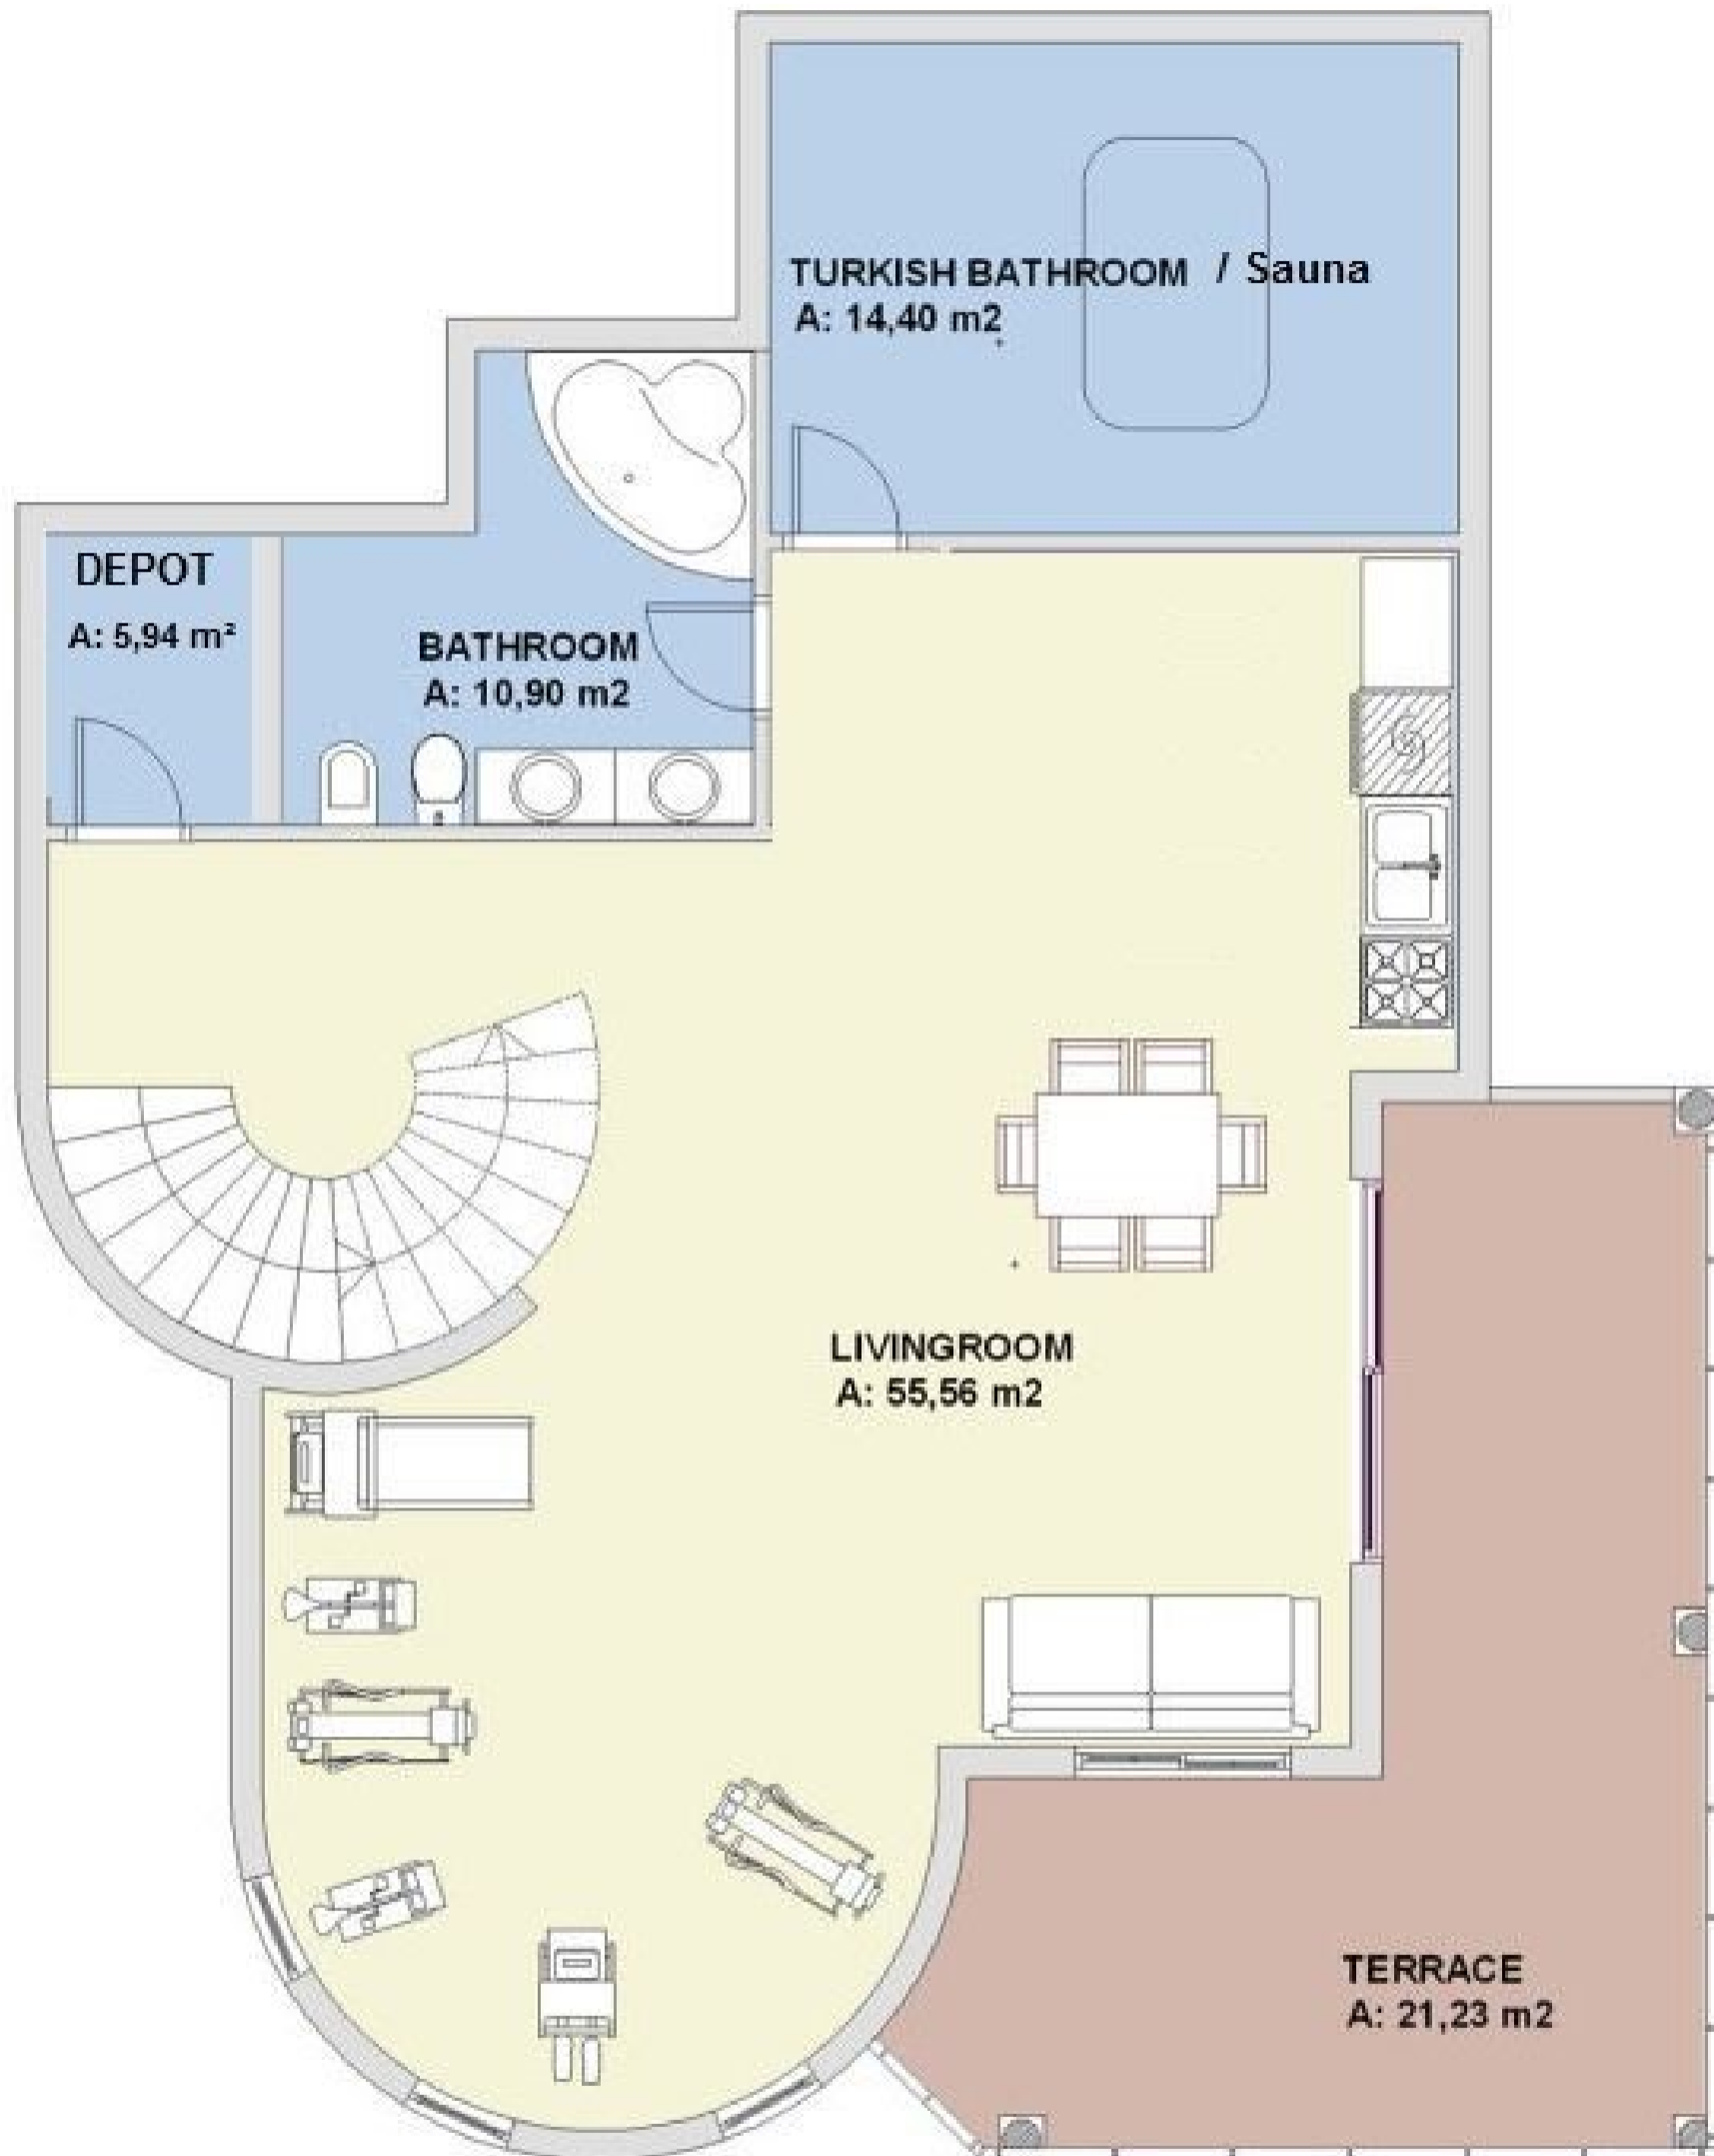 TURKISH BATHROOM / Sauna
A: 14,40 m2
DEPOT
A: 5,94 m²
BATHROOM
A: 10,90 m2
LIVINGROOM
A: 55,56 m2
TERRACE
A: 21,23 m2